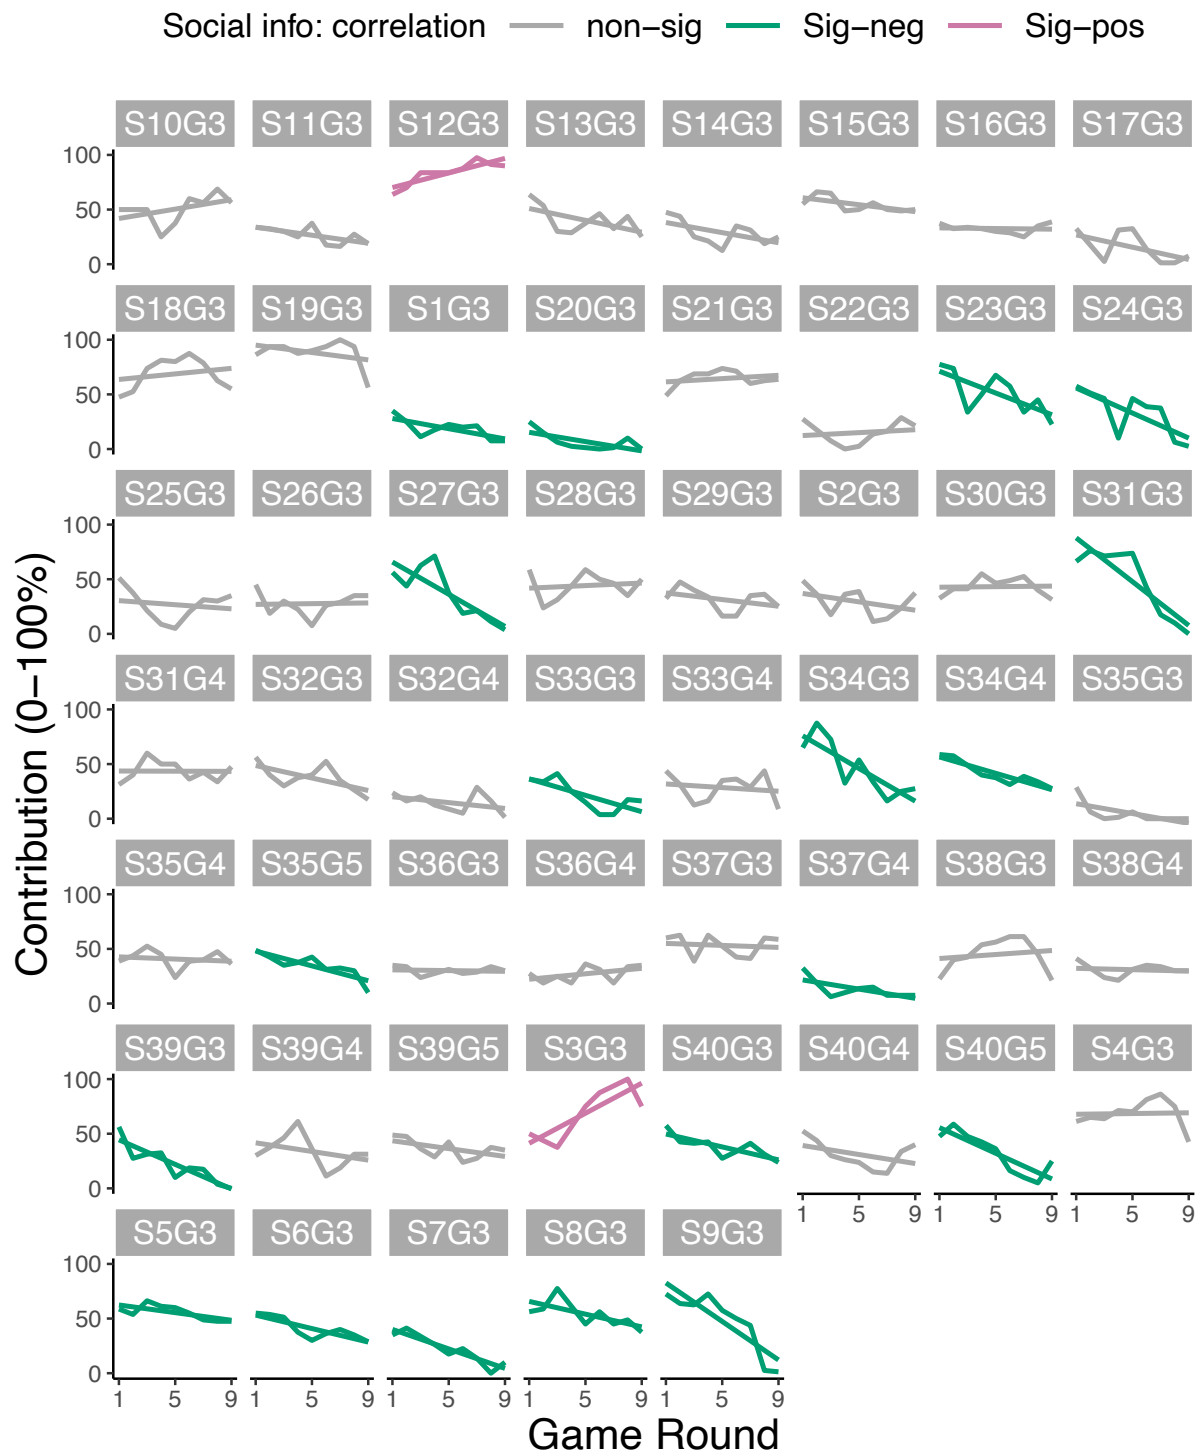 Social info: correlation non−sig Sig−neg Sig−pos
S10G3 S11G3 S12G3 S13G3 S14G3 S15G3 S16G3 S17G3
100
50
0
S18G3 S19G3 S1G3 S20G3 S21G3 S22G3 S23G3 S24G3
100
50
0
S25G3 S26G3 S27G3 S28G3 S29G3 S2G3 S30G3 S31G3
100
50
0
S31G4 S32G3 S32G4 S33G3 S33G4 S34G3 S34G4 S35G3
100
50
0
S35G4 S35G5 S36G3 S36G4 S37G3 S37G4 S38G3 S38G4
100
50
0
S39G3 S39G4 S39G5 S3G3 S40G3 S40G4 S40G5 S4G3
100
50
0
1 5 9 1 5 9 1 5 9
S5G3 S6G3 S7G3 S8G3 S9G3
100
50
0
1 5 9 1 5 9 1 5 9 1 5 9 1 5 9
Game Round
Contribution (0−100%)